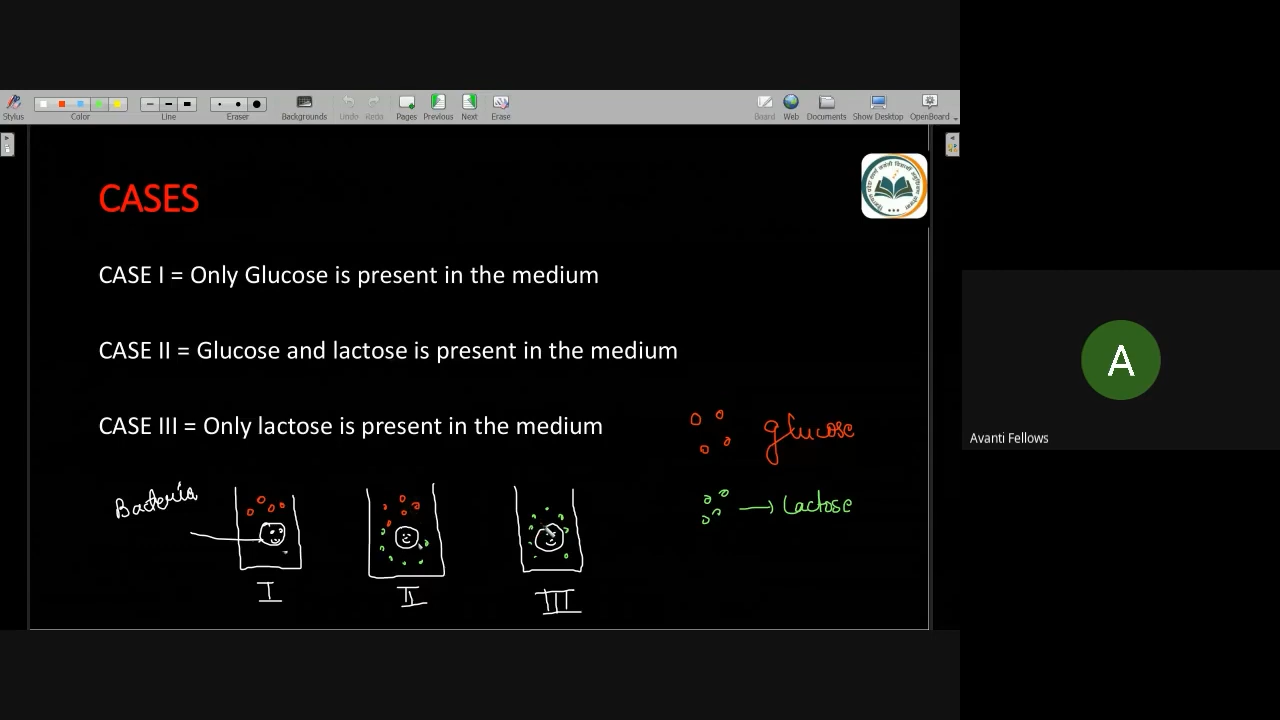 Stylus
Color
Line
Eraser
Backgrounds
Undo
Redo
Pages
Previous
Next
Erase
Board
Web
Documents
Show Desktop
OpenBoard
CASES
CASE I = Only Glucose is present in the medium
CASE II = Glucose and lactose is present in the medium
CASE III = Only lactose is present in the medium
glucose
Bacteria
→ Lactose
I
II
III
A
Avanti Fellows